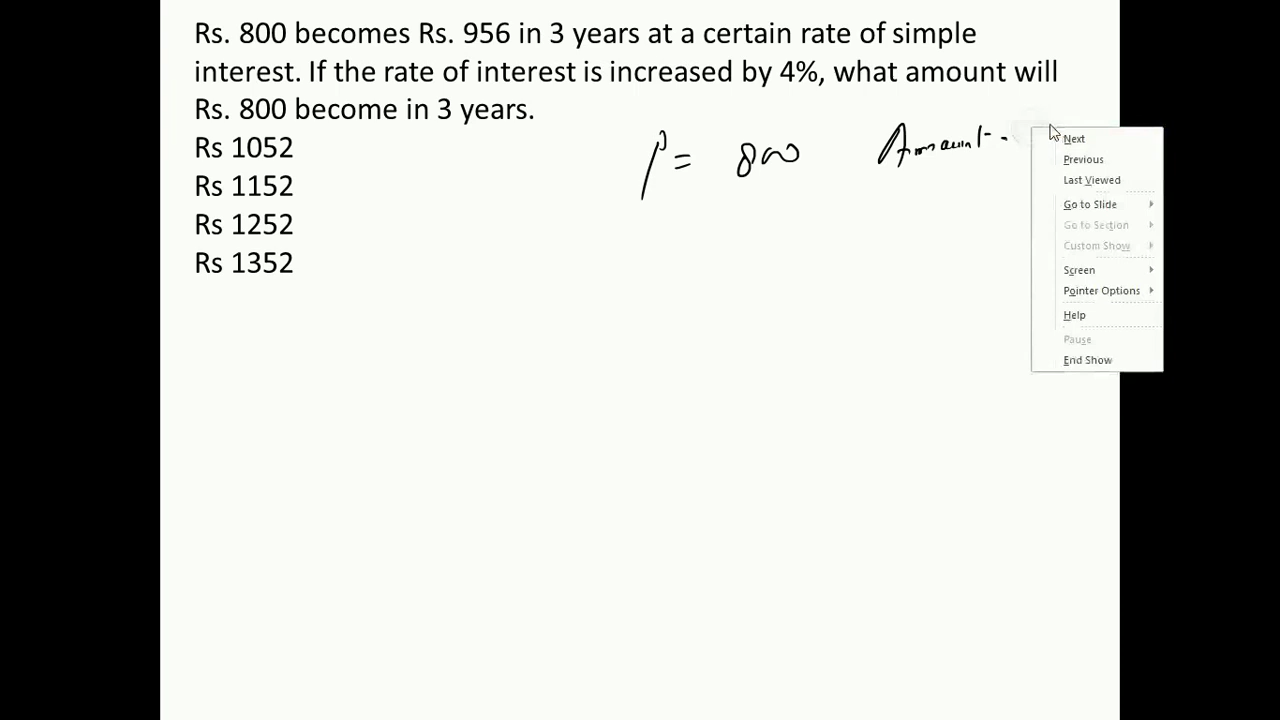 Rs. 800 becomes Rs. 956 in 3 years at a certain rate of simple
interest. If the rate of interest is increased by 4%, what amount will
Rs. 800 become in 3 years.
Rs 1052
Rs 1152
Rs 1252
Rs 1352
P = 800 Amount -
Next
Previous
Last Viewed
Go to Slide
Go to Section
Custom Show
Screen
Pointer Options
Help
Pause
End Show